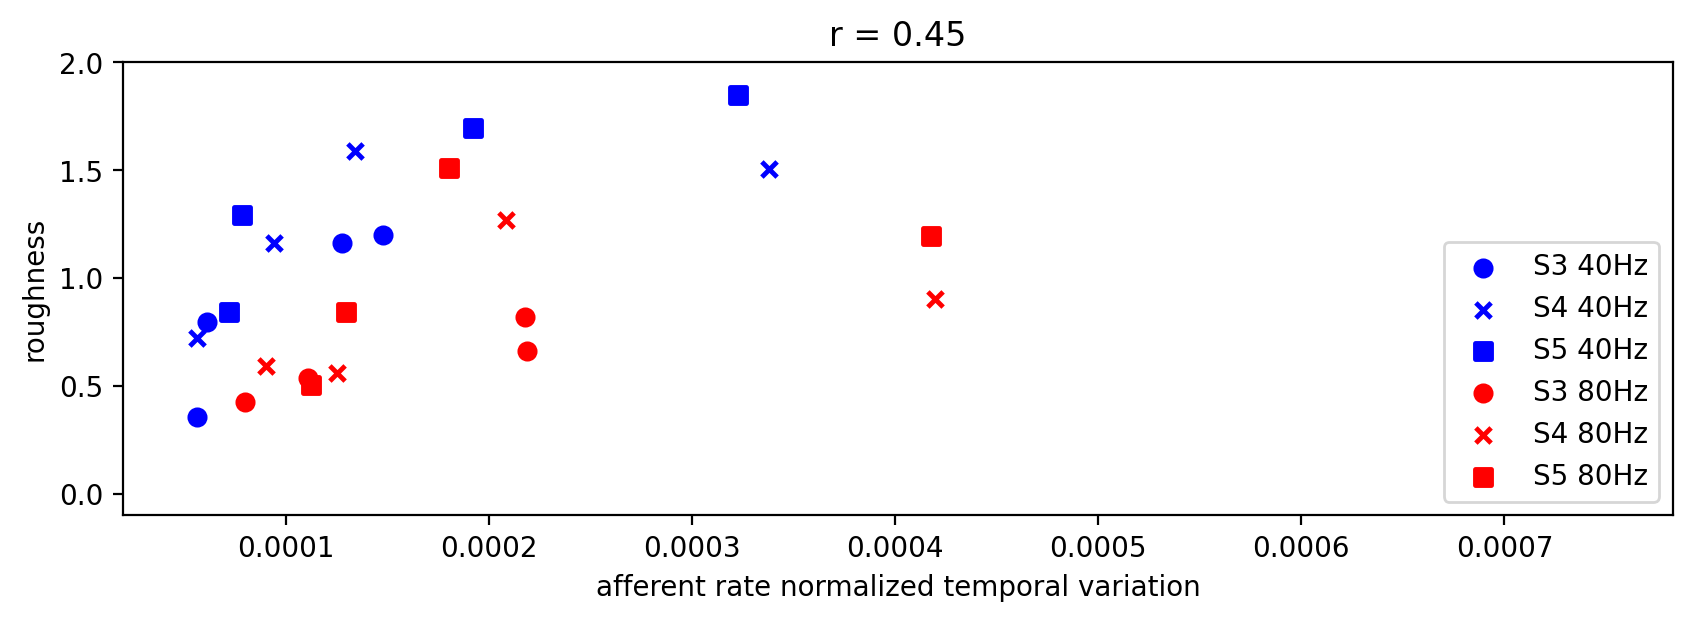 r = 0.45
2.0
1.5
1.0
0.5
0.0
roughness
0.0001 0.0002 0.0003 0.0004 0.0005 0.0006 0.0007
afferent rate normalized temporal variation
S3 40Hz
S4 40Hz
S5 40Hz
S3 80Hz
S4 80Hz
S5 80Hz